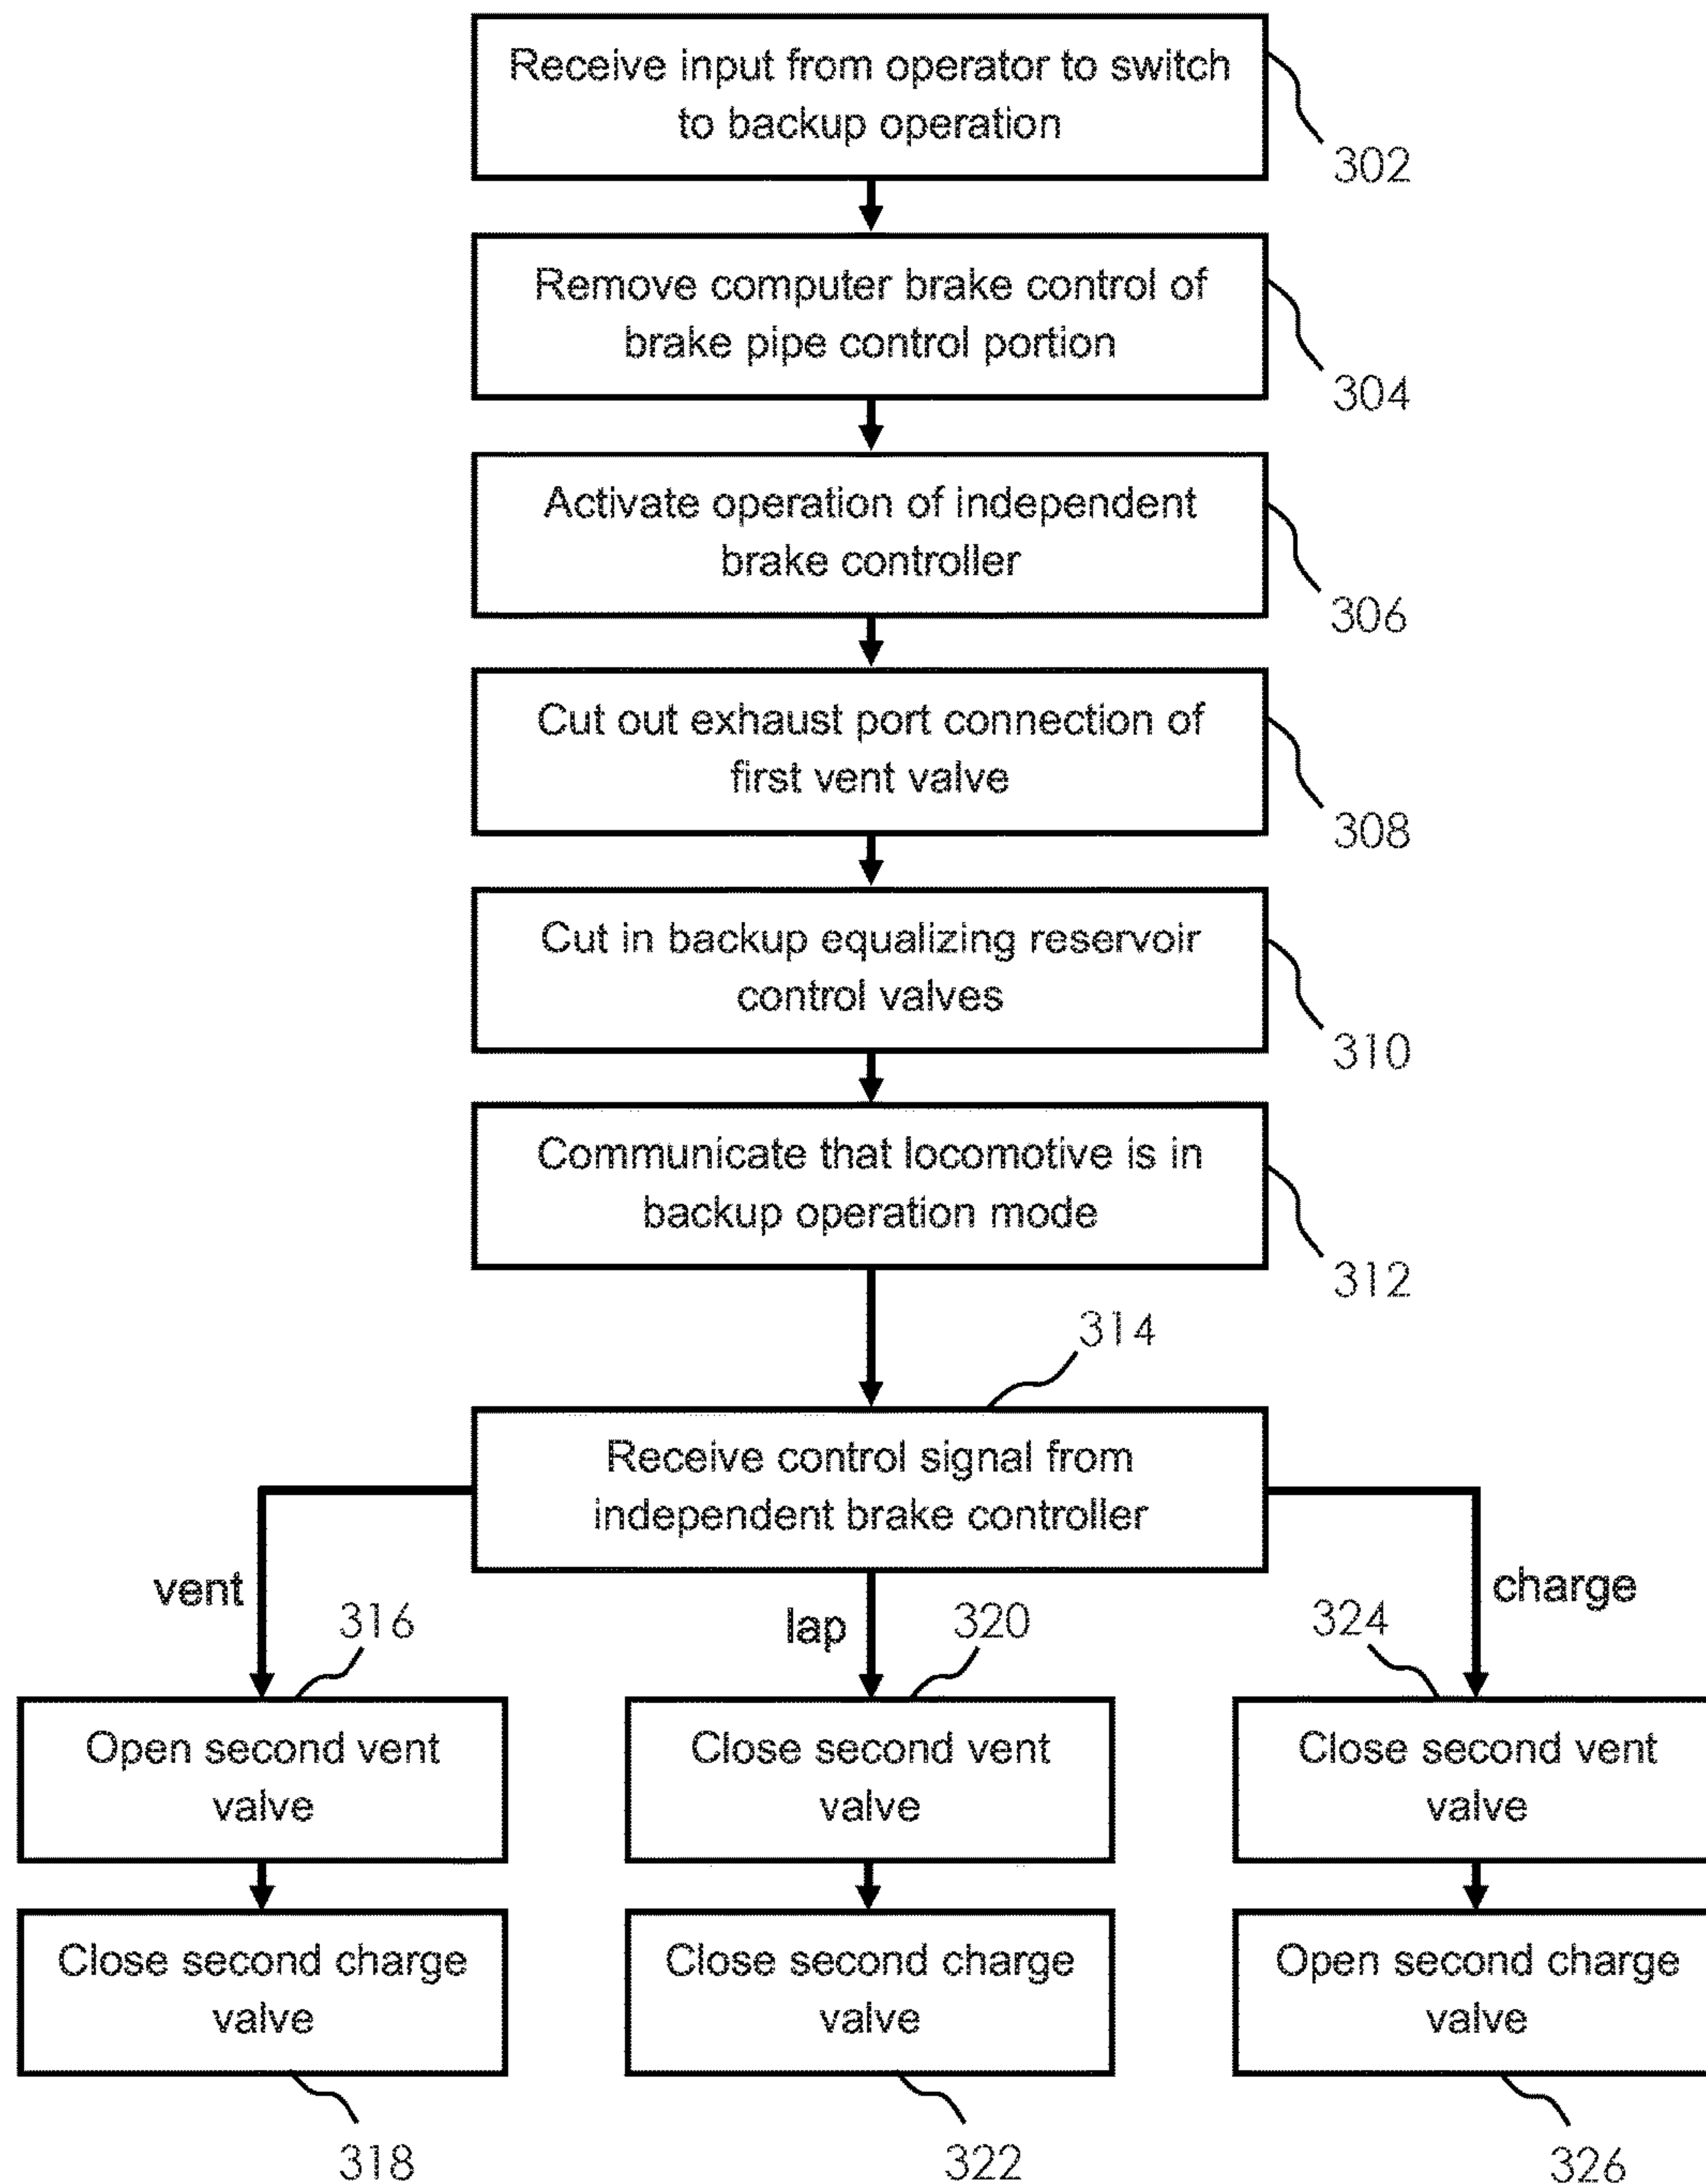 Receive input from operator to switch
to backup operation
302
Remove computer brake control of
brake pipe control portion
304
Activate operation of independent
brake controller
306
Cut out exhaust port connection of
first vent valve
308
Cut in backup equalizing reservoir
control valves
310
Communicate that locomotive is in
backup operation mode
312
314
Receive control signal from
independent brake controller
vent
lap
charge
316
320
324
Open second vent
valve
Close second vent
valve
Close second vent
valve
Close second charge
valve
Close second charge
valve
Open second charge
valve
318
322
326